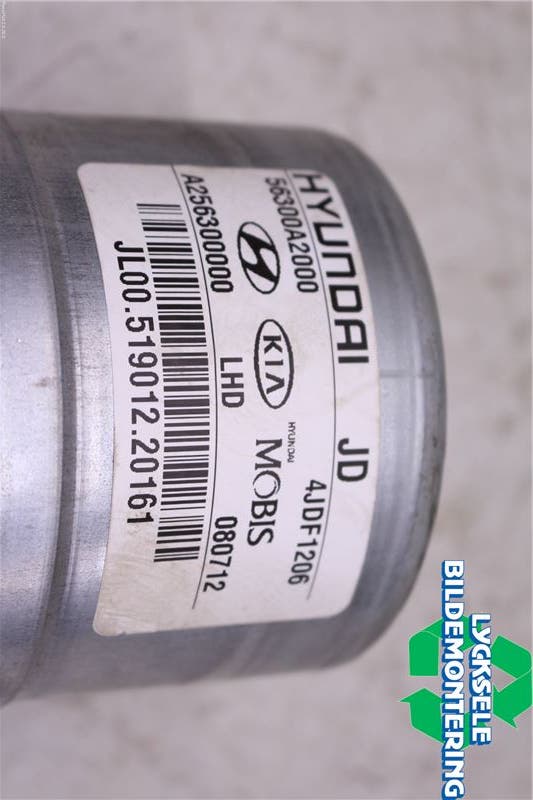 HYUNDAI JD
56300A2000 4JDF1206
KIA
HYUNDAI
MOBIS
A256300000 LHD 080712
JL00.519012.20161
LYCKSELE
BILDEMONTERING